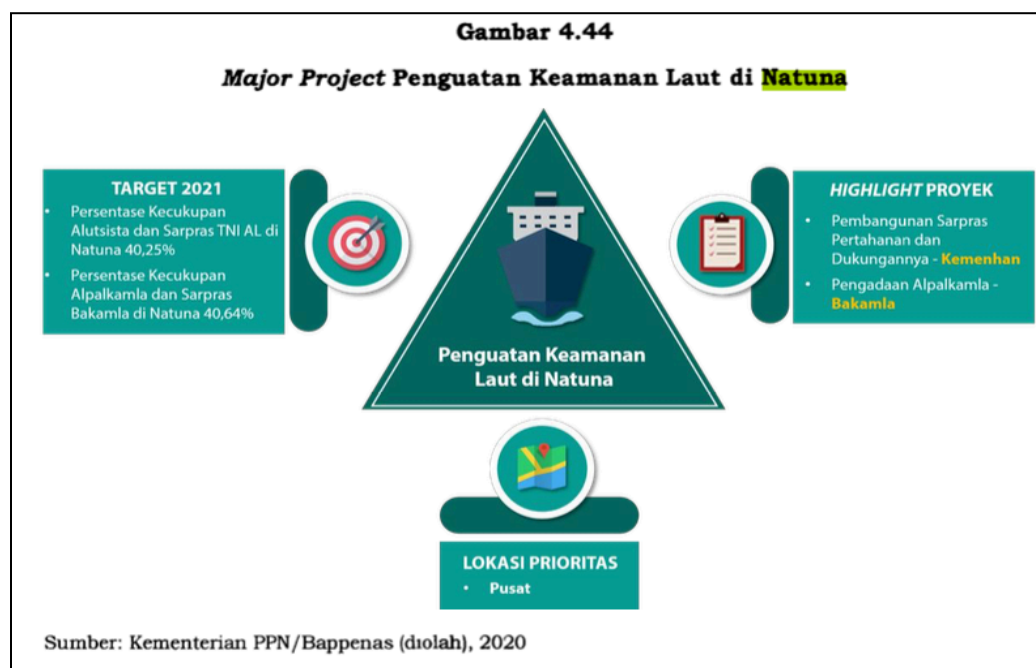 Gambar 4.44
Major Project Penguatan Keamanan Laut di Natuna
TARGET 2021
• Persentase Kecukupan
Alutsista dan Sarpras TNI AL di
Natuna 40,25%
• Persentase Kecukupan
Alpalkamla dan Sarpras
Bakamla di Natuna 40,64%
HIGHLIGHT PROYEK
• Pembangunan Sarpras
Pertahanan dan
Dukungannya - Kemenhan
• Pengadaan Alpalkamla -
Bakamla
Penguatan Keamanan
Laut di Natuna
LOKASI PRIORITAS
• Pusat
Sumber: Kementerian PPN/Bappenas (diolah), 2020